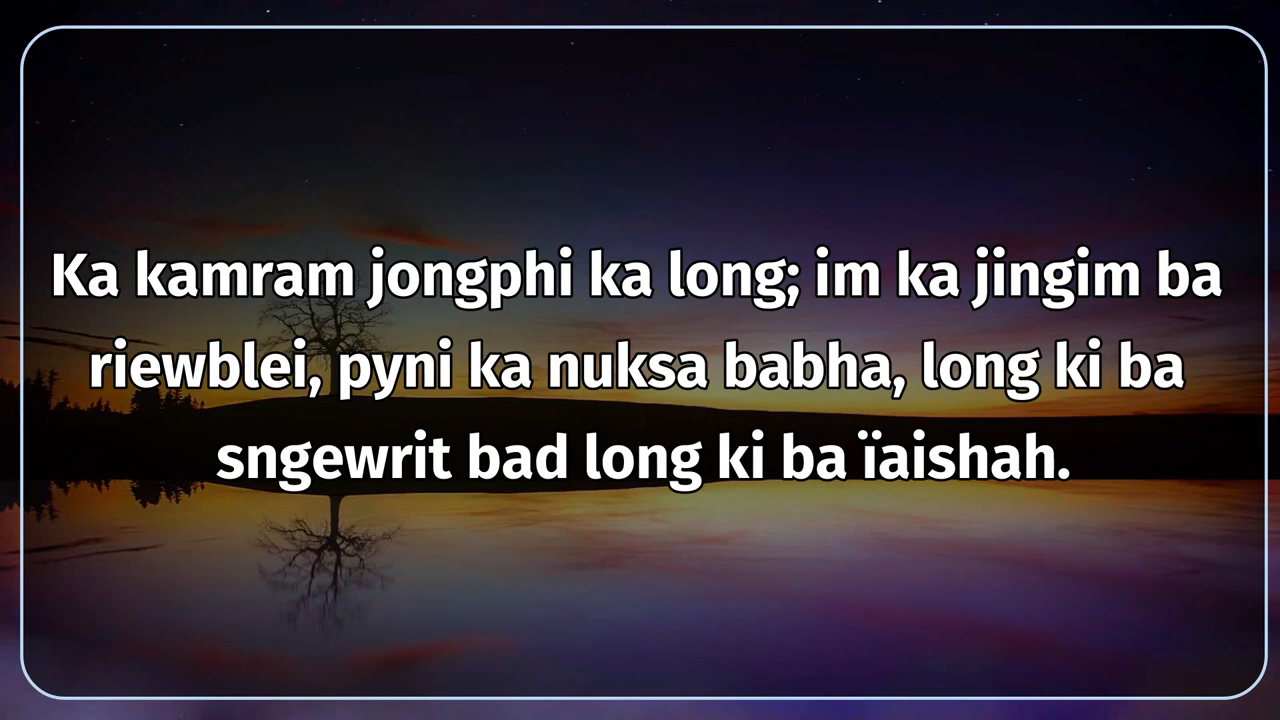 Ka kamram jongphi ka long; im ka jingim ba
riewblei, pyni ka nuksa babha, long ki ba
sngewrit bad long ki ba ïaishah.